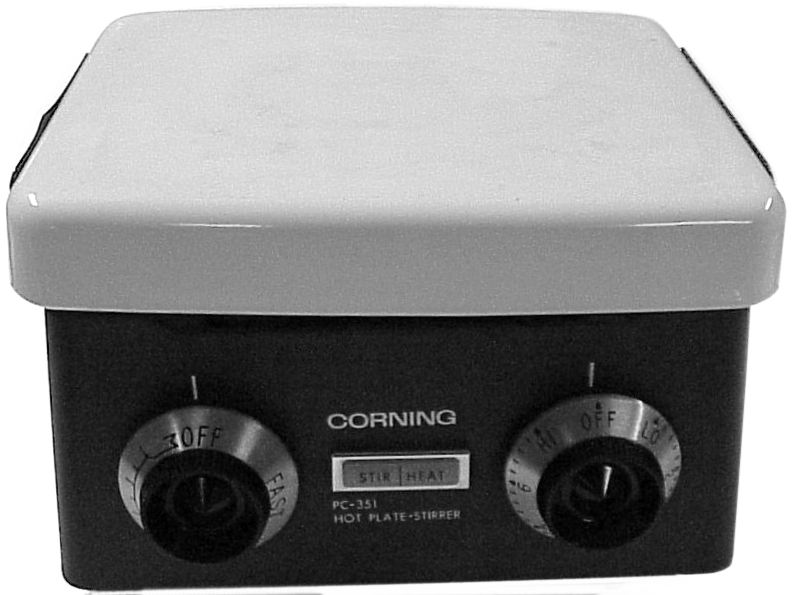 CORNING
OFF
FAST
STIR HEAT
HI OFF LO
PC-351
HOT PLATE-STIRRER